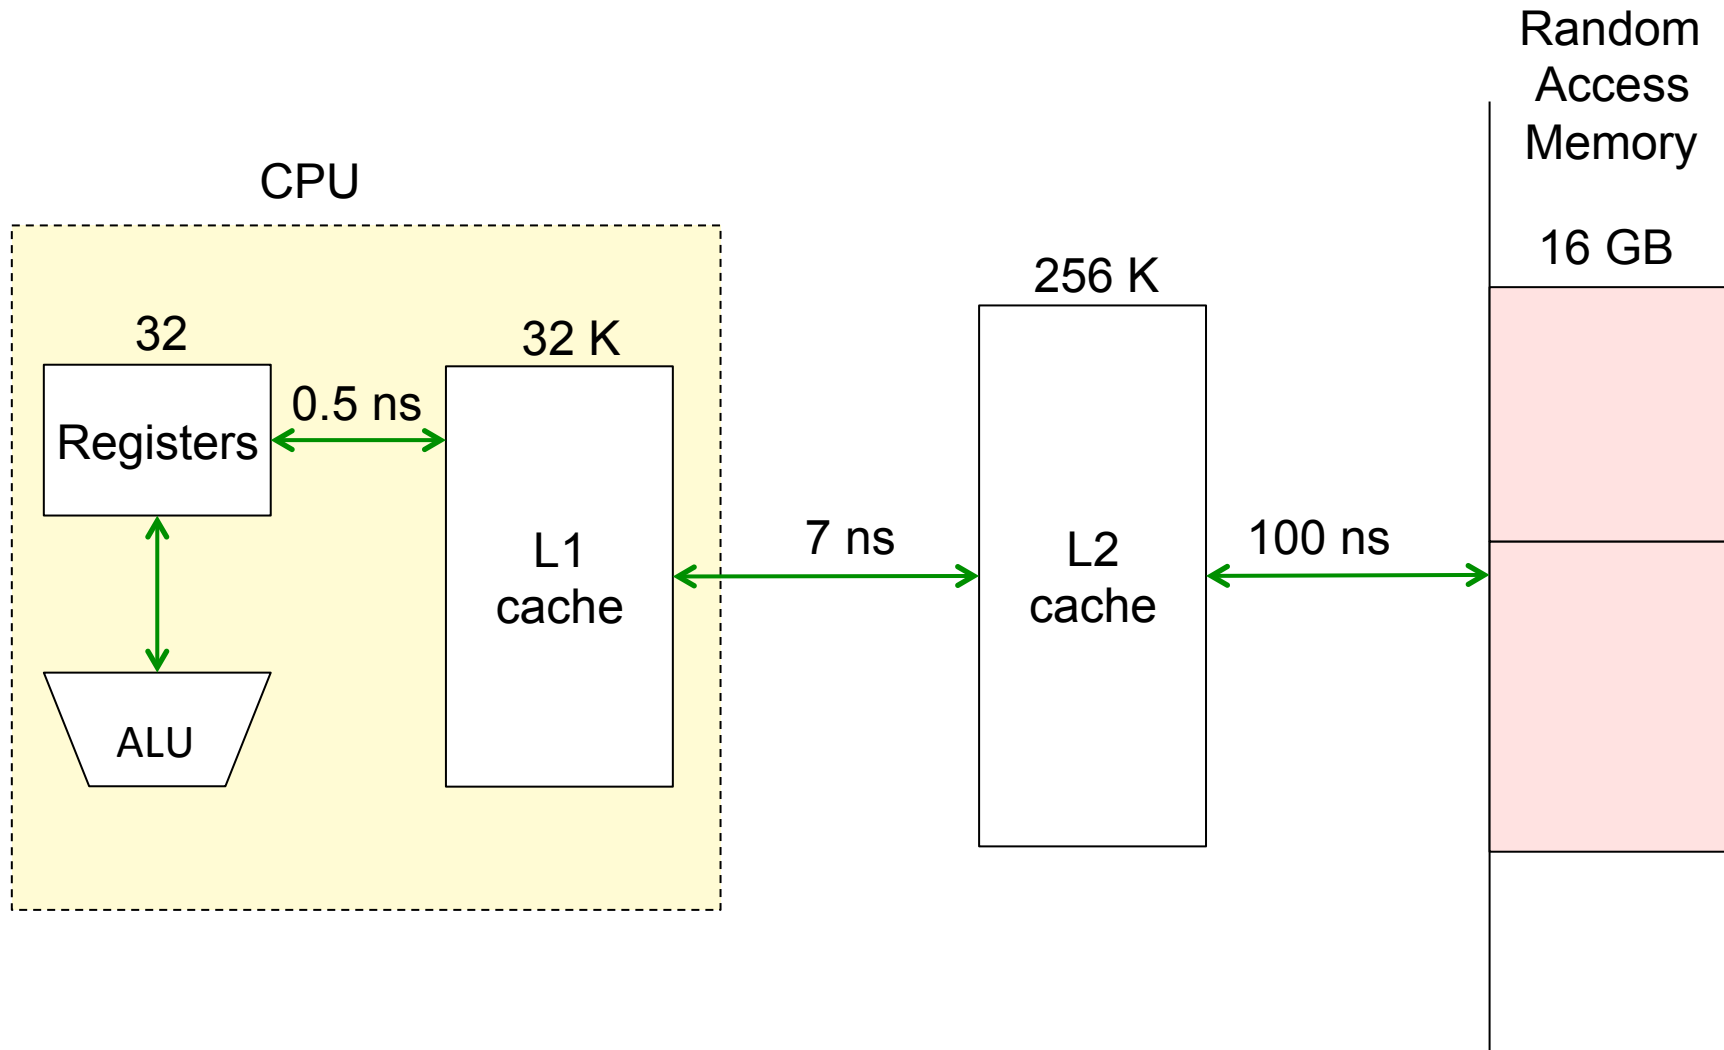 Random
Access
Memory
CPU
16 GB
256 K
32
32 K
0.5 ns
Registers
7 ns
100 ns
L1
cache
L2
cache
ALU